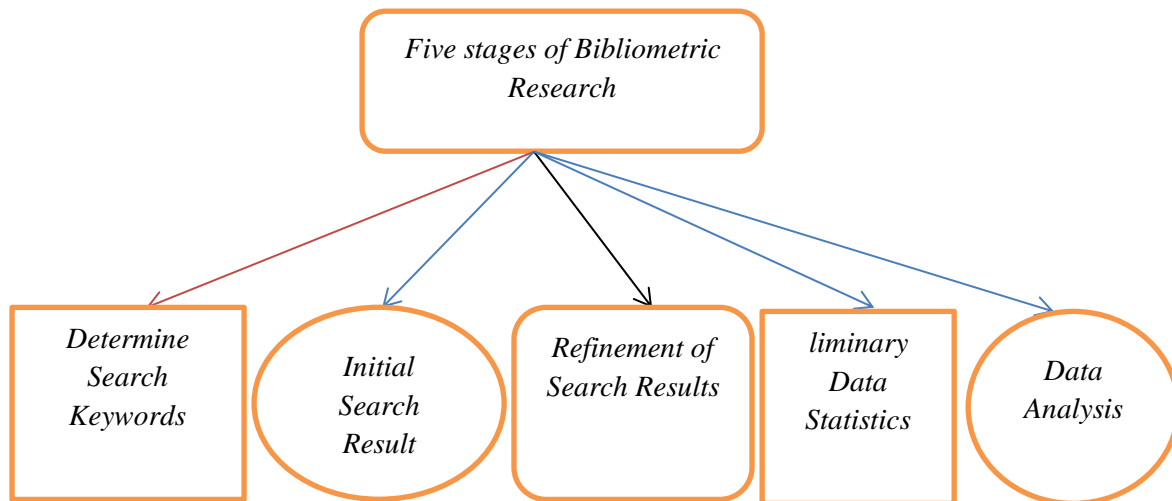 Five stages of Bibliometric
Research
Determine
Search
Keywords
Initial
Search
Result
Refinement of
Search Results
liminary
Data
Statistics
Data
Analysis